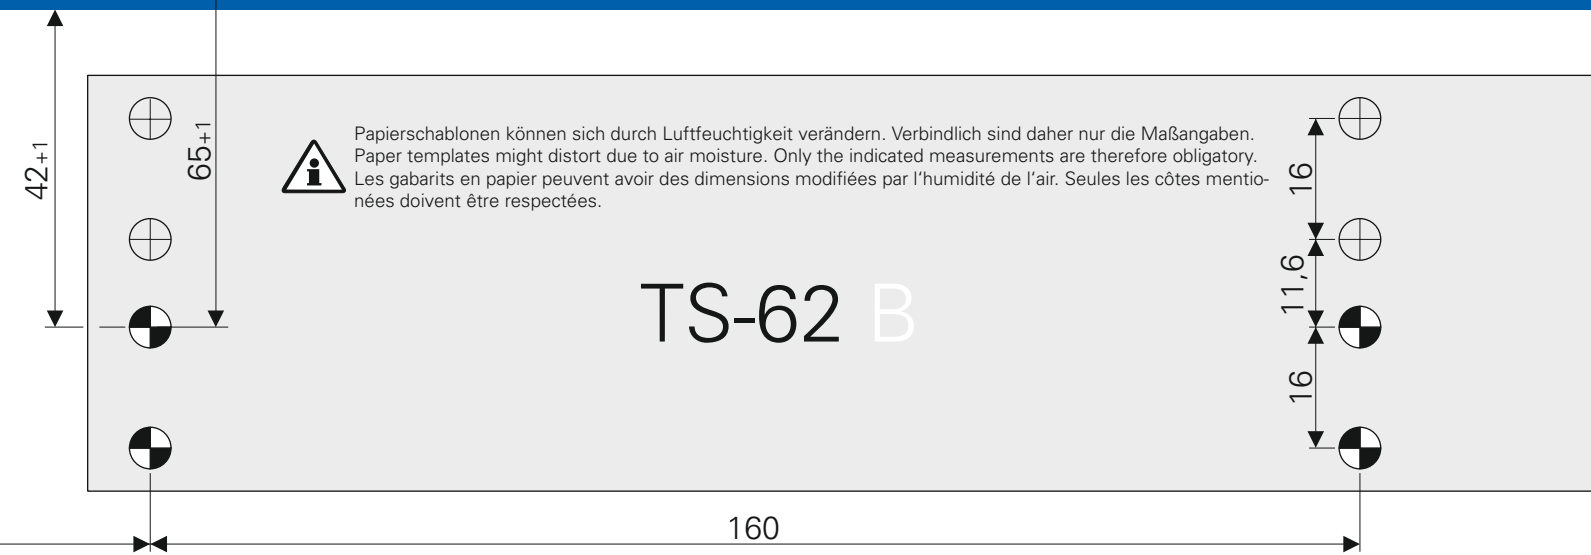 42+1
65+1
Papierschablonen können sich durch Luftfeuchtigkeit verändern. Verbindlich sind daher nur die Maßangaben.
Paper templates might distort due to air moisture. Only the indicated measurements are therefore obligatory.
Les gabarits en papier peuvent avoir des dimensions modifiées par l'humidité de l'air. Seules les côtes mentio-
nées doivent être respectées.
16
11,6
TS-62 B
16
160